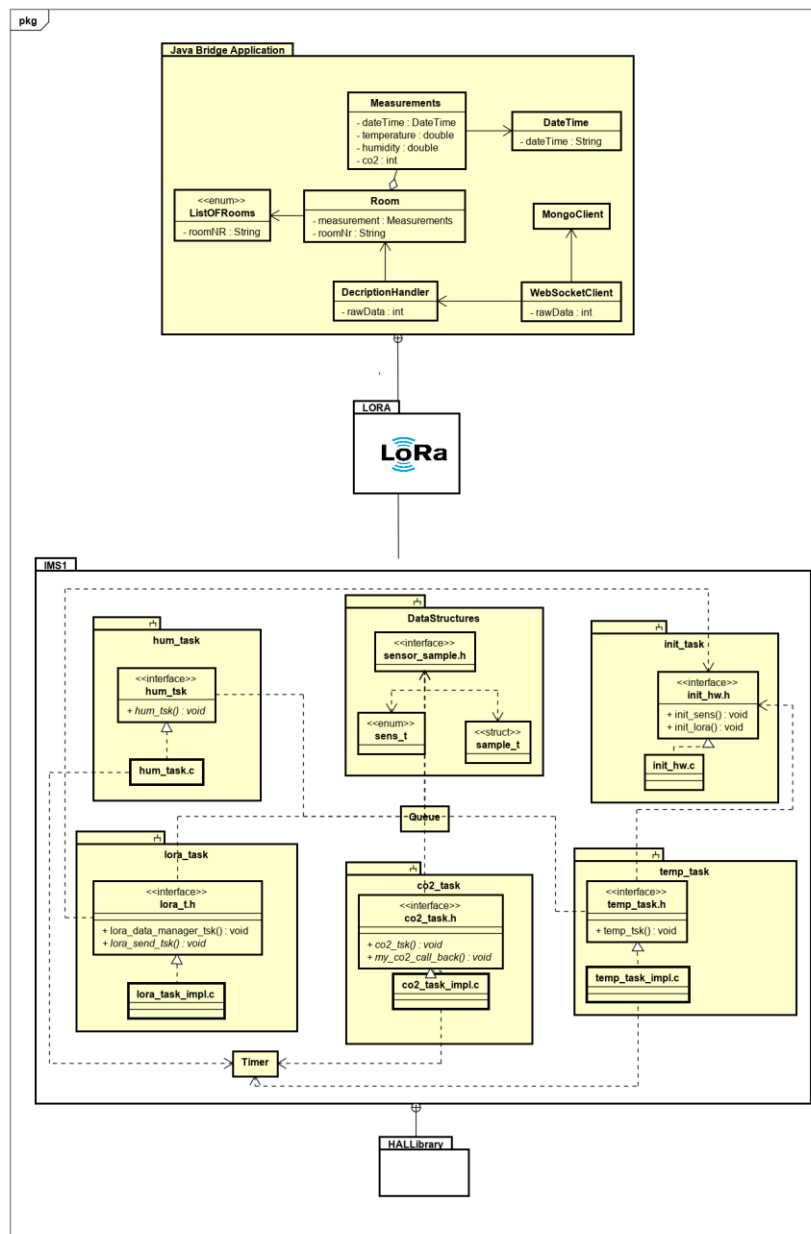 pkg
Java Bridge Application
Measurements
- dateTime : DateTime
- temperature : double
- humidity : double
- co2 : int
DateTime
- dateTime : String
<<enum>>
ListOFRooms
- roomNR : String
Room
- measurement : Measurements
- roomNr : String
MongoClient
DecriptionHandler
- rawData : int
WebSocketClient
- rawData : int
LORA
LoRa
IMS1
hum_task
<<interface>>
hum_tsk
+ hum_tsk() : void
hum_task.c
DataStructures
<<interface>>
sensor_sample.h
<<enum>>
sens_t
<<struct>>
sample_t
init_task
<<interface>>
init_hw.h
+ init_sens() : void
+ init_lora() : void
init_hw.c
Queue
lora_task
<<interface>>
lora_t.h
+ lora_data_manager_tsk() : void
+ lora_send_tsk() : void
lora_task_impl.c
co2_task
<<interface>>
co2_task.h
+ co2_tsk() : void
+ my_co2_call_back() : void
co2_task_impl.c
temp_task
<<interface>>
temp_task.h
+ temp_tsk() : void
temp_task_impl.c
Timer
HALLibrary